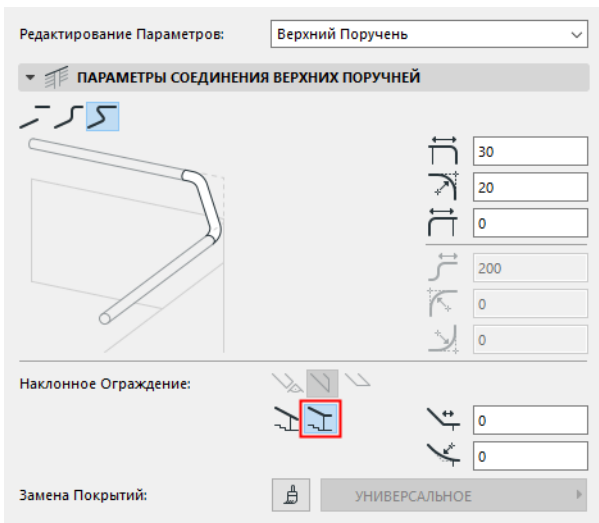 Редактирование Параметров: Верхний Поручень
ПАРАМЕТРЫ СОЕДИНЕНИЯ ВЕРХНИХ ПОРУЧНЕЙ
30
20
0
200
0
0
Наклонное Ограждение:
0
0
Замена Покрытий: УНИВЕРСАЛЬНОЕ